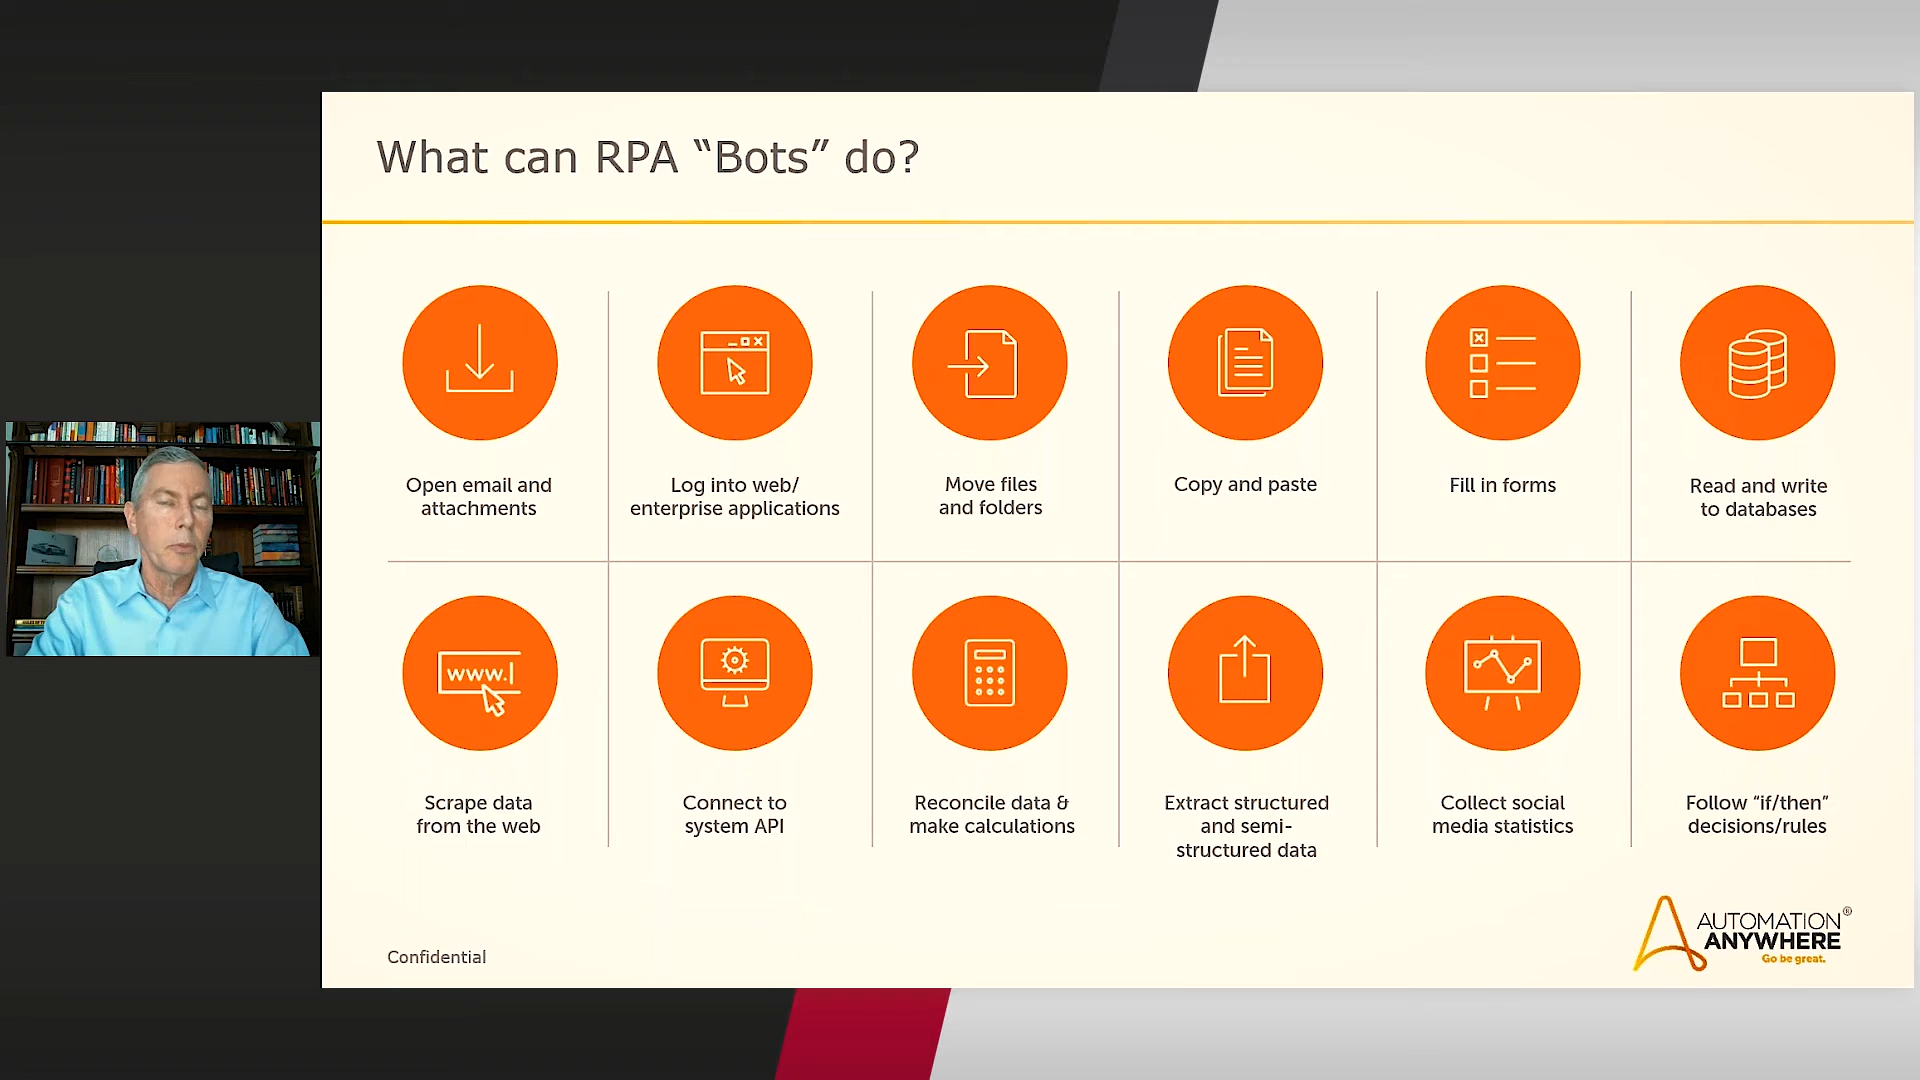 What can RPA “Bots” do?
Open email and
attachments
Log into web/
enterprise applications
Move files
and folders
Copy and paste
Fill in forms
Read and write
to databases
www.
Scrape data
from the web
Connect to
system API
Reconcile data &
make calculations
Extract structured
and semi-
structured data
Collect social
media statistics
Follow “if/then”
decisions/rules
Confidential
AUTOMATION®
ANYWHERE
Go be great.